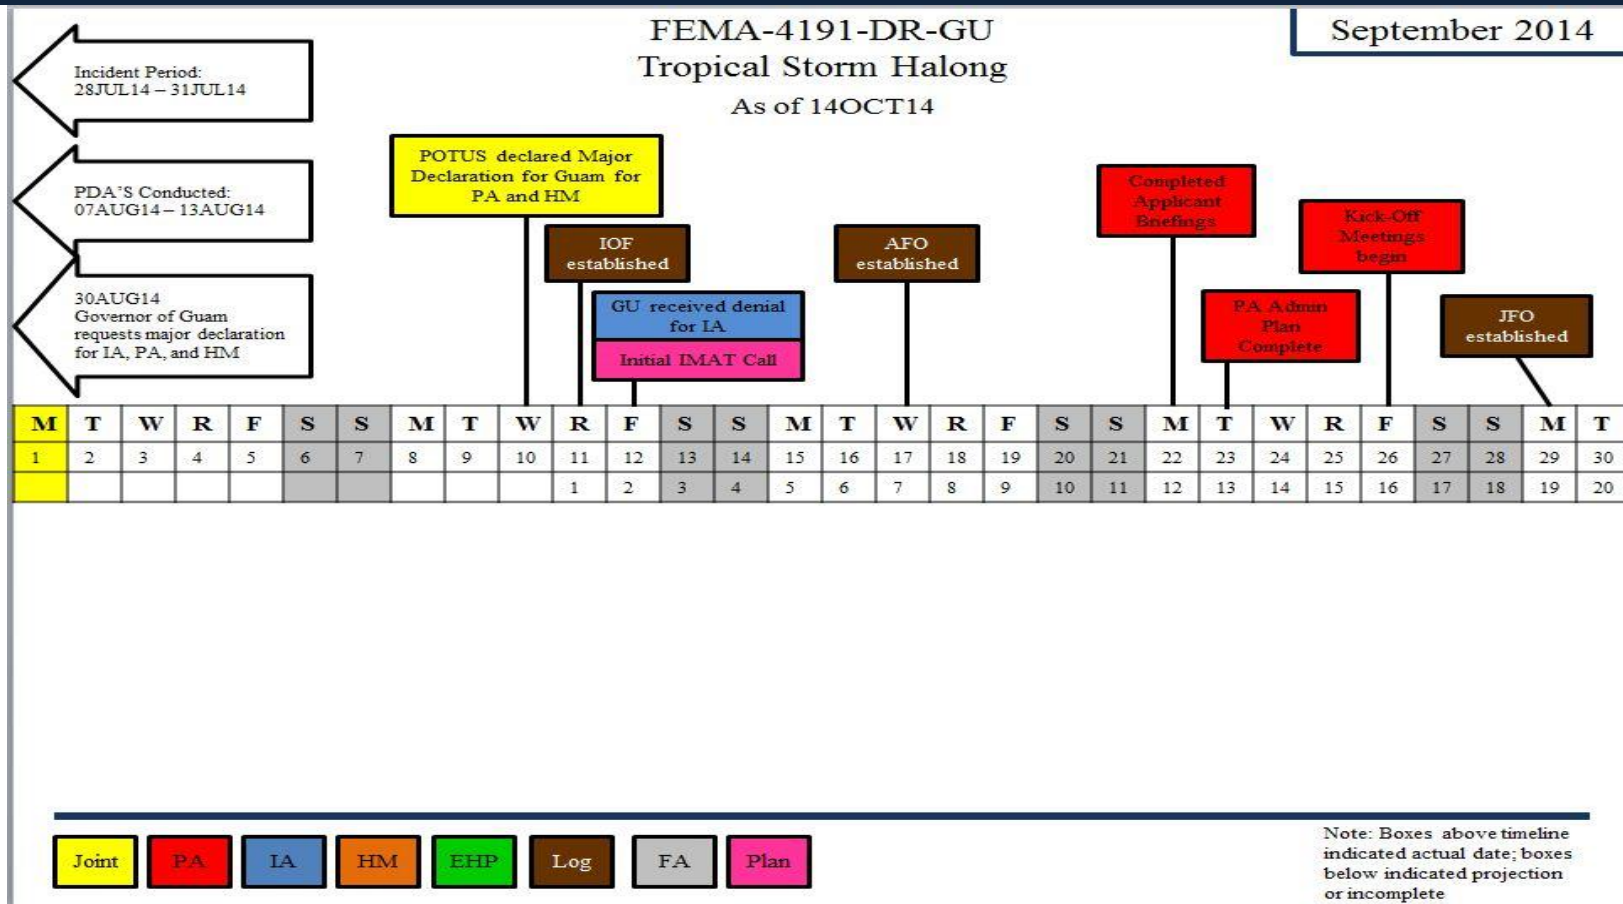 FEMA-4191-DR-GU
Tropical Storm Halong
As of 14OCT14
September 2014
Incident Period:
28JUL14 – 31JUL14
PDA'S Conducted:
07AUG14 – 13AUG14
30AUG14
Governor of Guam
requests major declaration
for IA, PA, and HM
POTUS declared Major
Declaration for Guam for
PA and HM
IOF
established
GU received denial
for IA
Initial IMAT Call
AFO
established
Completed
Applicant
Briefings
PA Admin
Plan
Complete
Kick-Off
Meetings
begin
JFO
established
M T W R F S S M T W R F S S M T W R F S S M T W R F S S M T
1 2 3 4 5 6 7 8 9 10 11 12 13 14 15 16 17 18 19 20 21 22 23 24 25 26 27 28 29 30
1 2 3 4 5 6 7 8 9 10 11 12 13 14 15 16 17 18 19 20
Joint PA IA HM EHP Log FA Plan
Note: Boxes above timeline
indicated actual date; boxes
below indicated projection
or incomplete